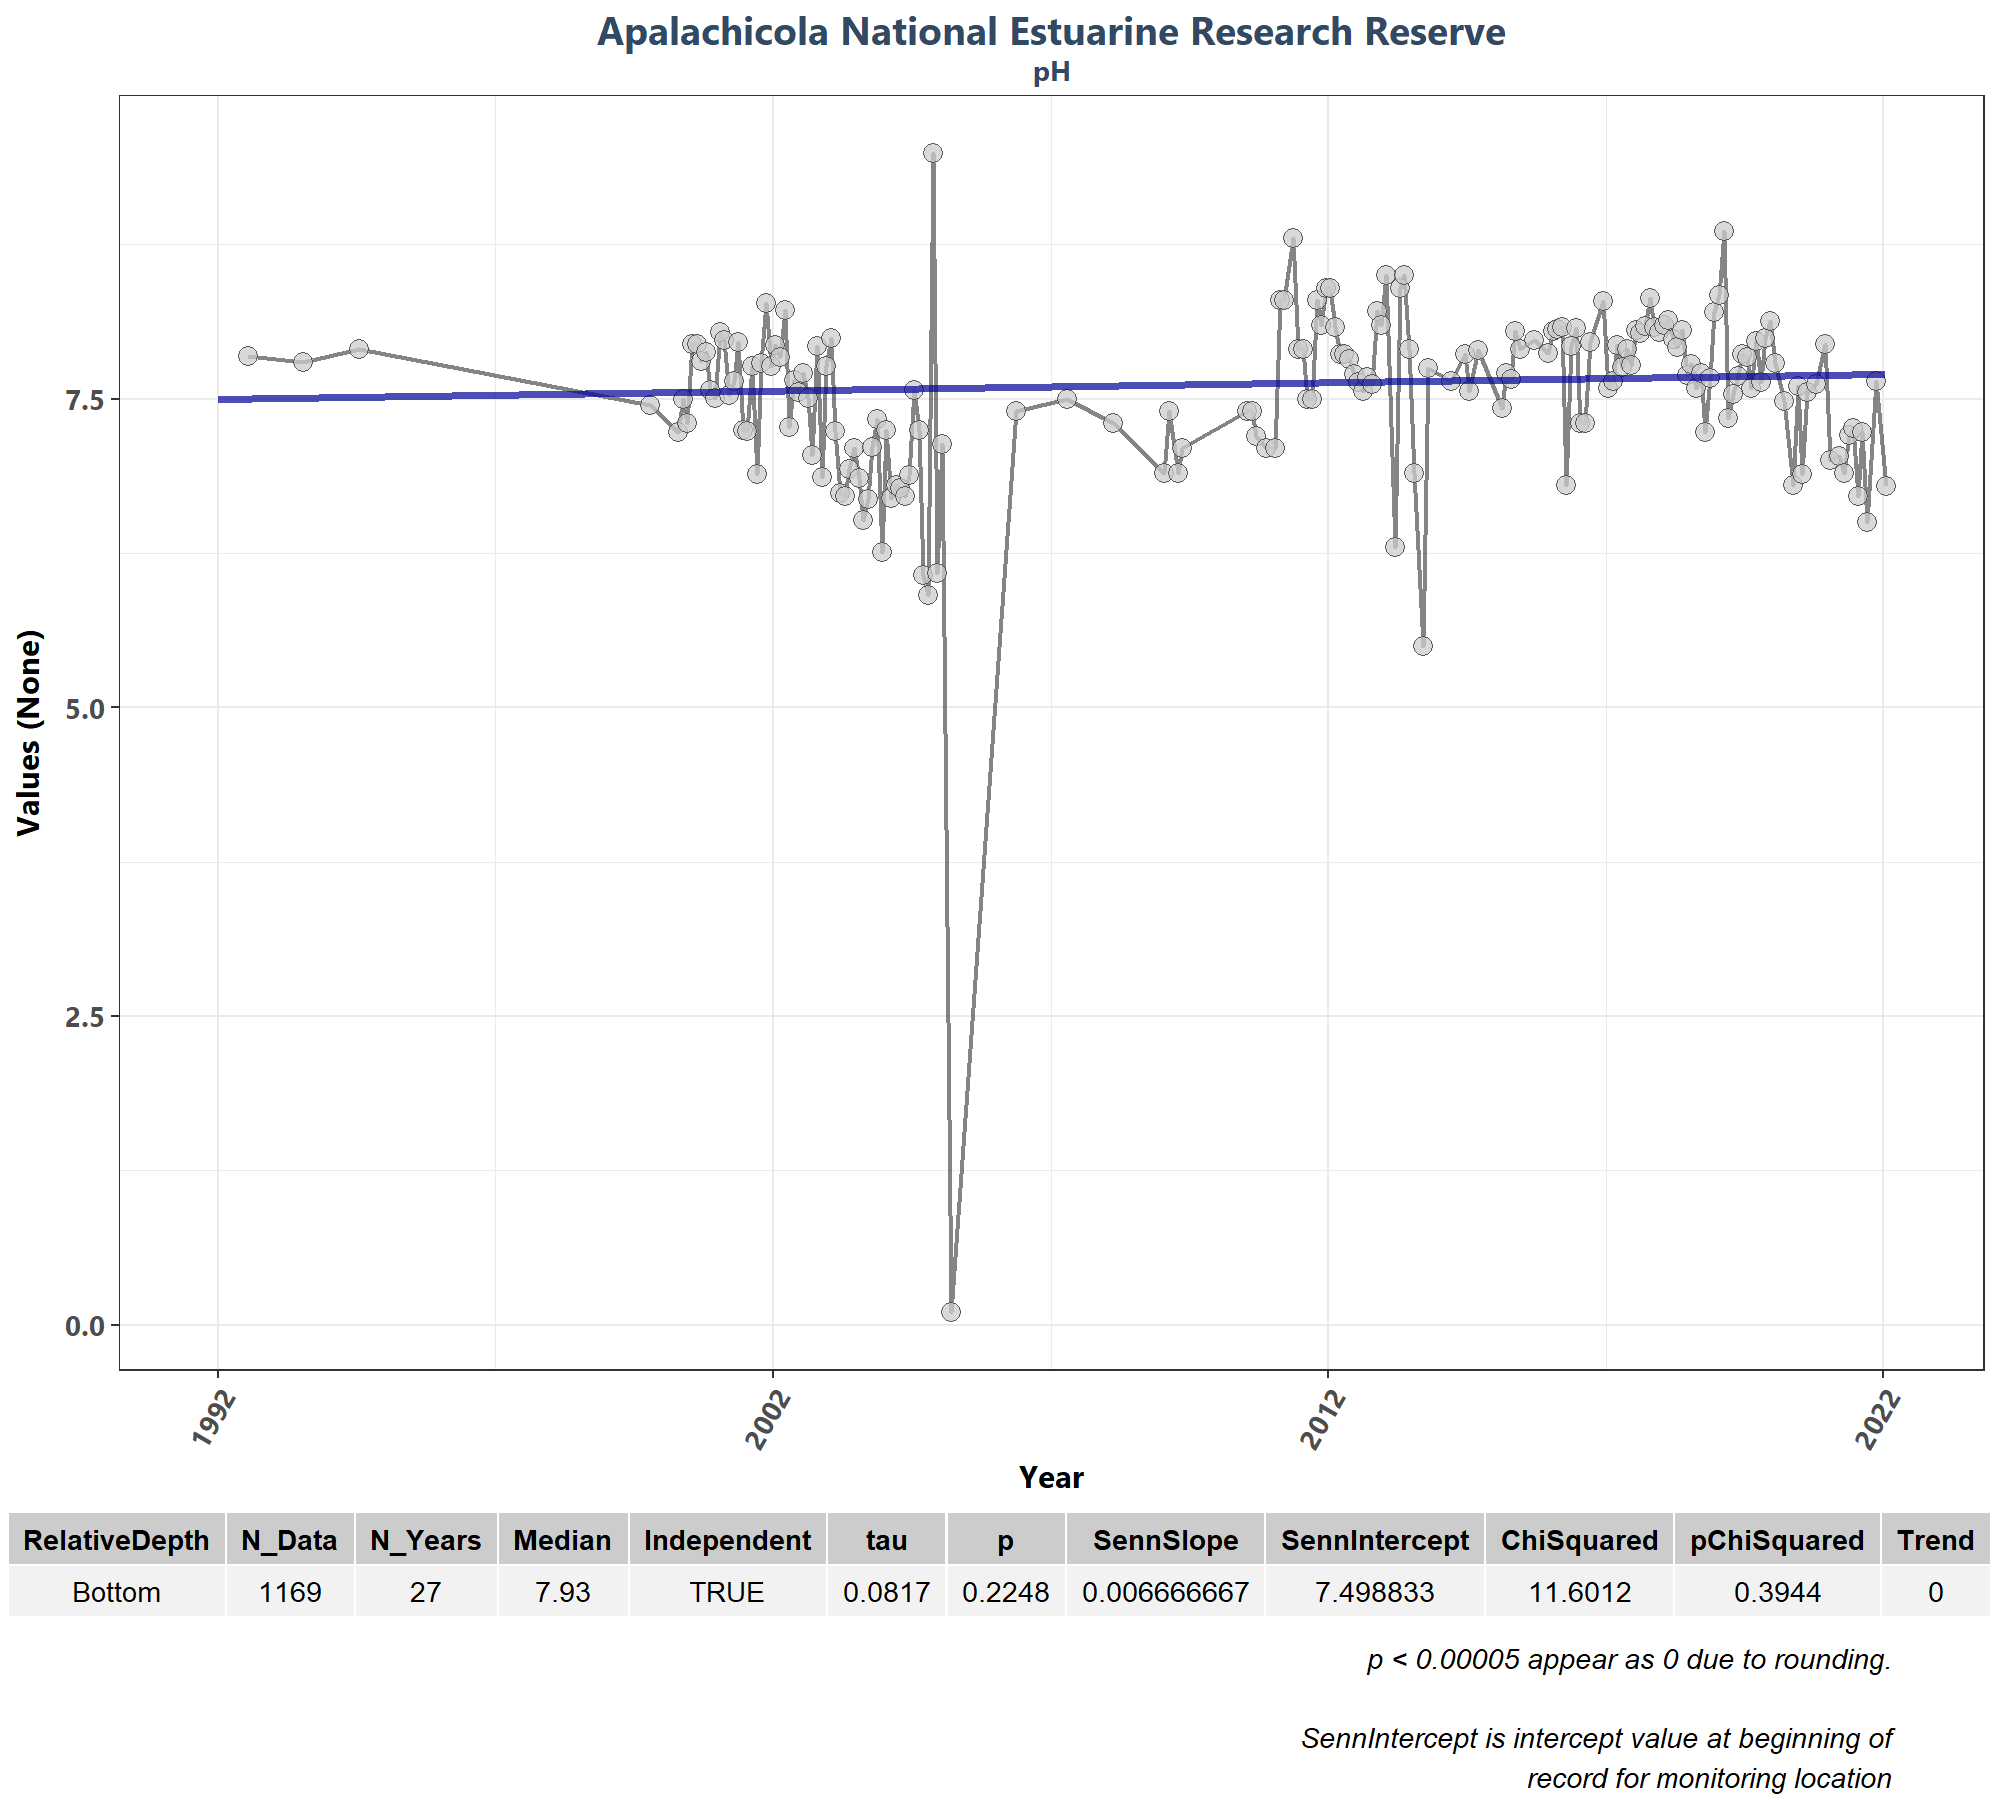 Apalachicola National Estuarine Research Reserve
pH
Values (None)
7.5
5.0
2.5
0.0
1992
2002
2012
2022
Year
RelativeDepth N_Data N_Years Median Independent tau p SennSlope SennIntercept ChiSquared pChiSquared Trend
Bottom 1169 27 7.93 TRUE 0.0817 0.2248 0.006666667 7.498833 11.6012 0.3944 0
p < 0.00005 appear as 0 due to rounding.
SennIntercept is intercept value at beginning of
record for monitoring location